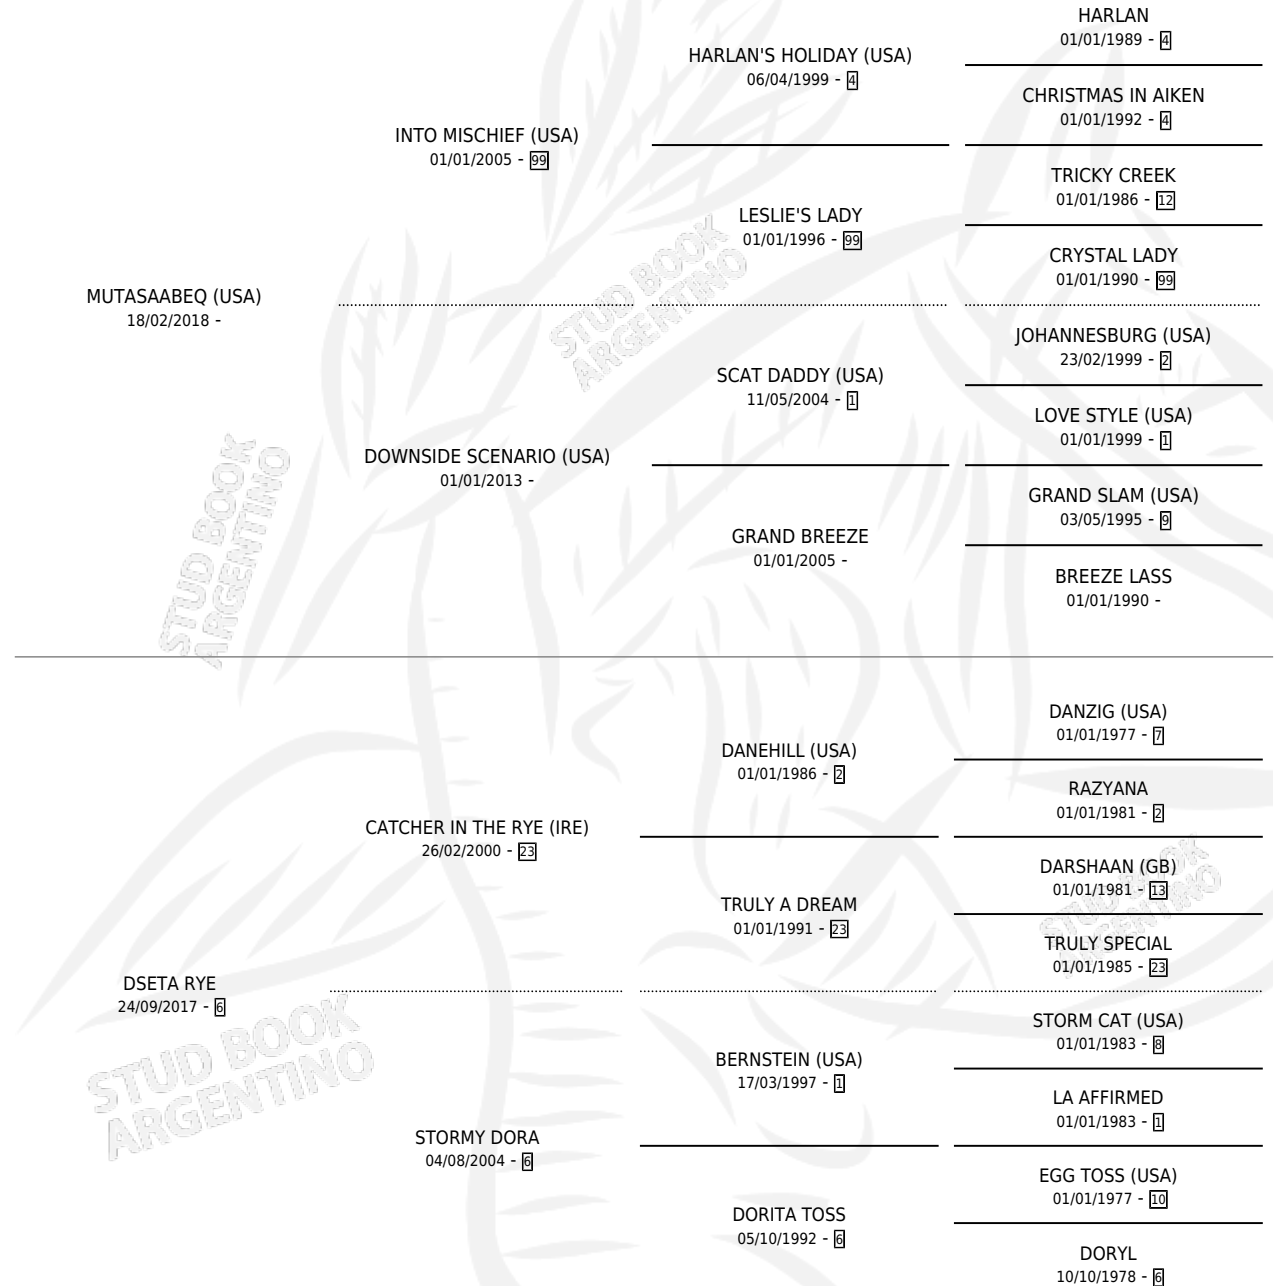 HARLAN
01/01/1989 - 4
HARLAN'S HOLIDAY (USA)
06/04/1999 - 4
CHRISTMAS IN AIKEN
01/01/1992 - 4
INTO MISCHIEF (USA)
01/01/2005 - 99
TRICKY CREEK
01/01/1986 - 12
LESLIE'S LADY
01/01/1996 - 99
CRYSTAL LADY
01/01/1990 - 99
MUTASAABEQ (USA)
18/02/2018 -
JOHANNESBURG (USA)
23/02/1999 - 2
SCAT DADDY (USA)
11/05/2004 - 1
LOVE STYLE (USA)
01/01/1999 - 1
DOWNSIDE SCENARIO (USA)
01/01/2013 -
GRAND SLAM (USA)
03/05/1995 - 9
GRAND BREEZE
01/01/2005 -
BREEZE LASS
01/01/1990 -
DANZIG (USA)
01/01/1977 - 7
DANEHILL (USA)
01/01/1986 - 2
RAZYANA
01/01/1981 - 2
CATCHER IN THE RYE (IRE)
26/02/2000 - 23
DARSHAAN (GB)
01/01/1981 - 13
TRULY A DREAM
01/01/1991 - 23
TRULY SPECIAL
01/01/1985 - 23
DSETA RYE
24/09/2017 - 6
STORM CAT (USA)
01/01/1983 - 8
BERNSTEIN (USA)
17/03/1997 - 1
LA AFFIRMED
01/01/1983 - 1
STORMY DORA
04/08/2004 - 6
EGG TOSS (USA)
01/01/1977 - 10
DORITA TOSS
05/10/1992 - 6
DORYL
10/10/1978 - 6
STUD BOOK
ARGENTINO
STUD BOOK
ARGENTINO
STUD BOOK
ARGENTINO
STUD BOOK
ARGENTINO